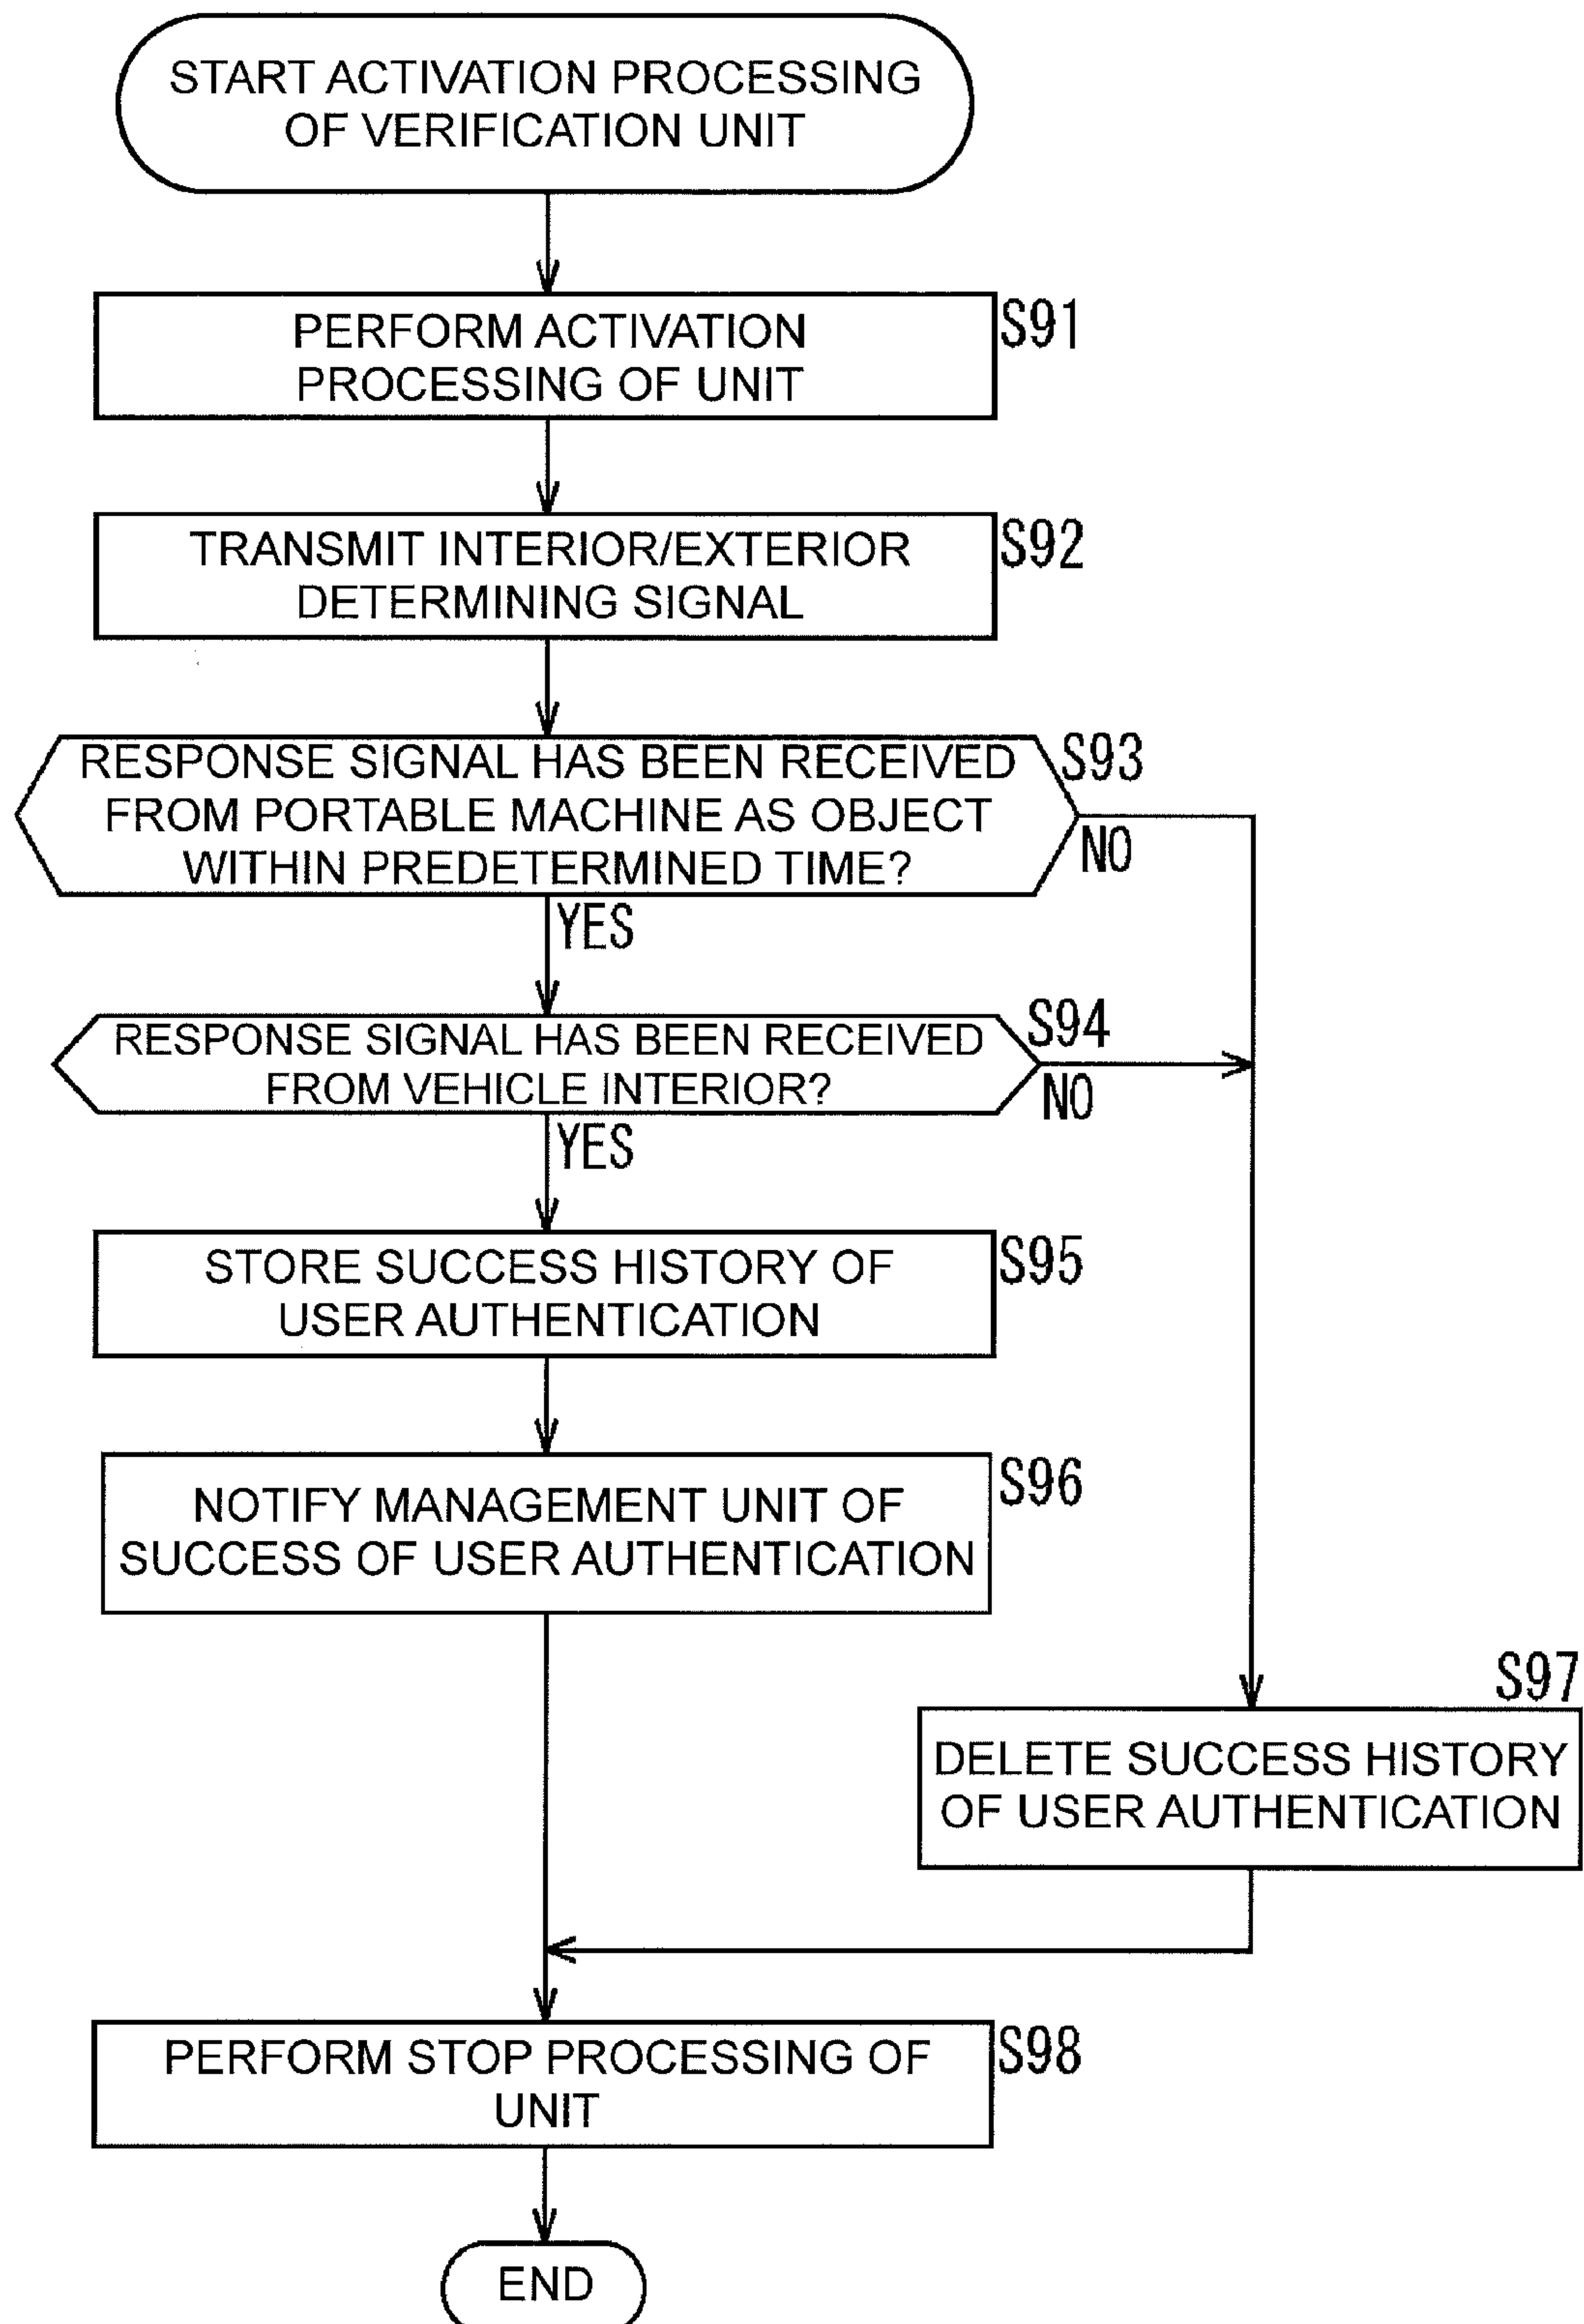 START ACTIVATION PROCESSING
OF VERIFICATION UNIT
S91
PERFORM ACTIVATION
PROCESSING OF UNIT
S92
TRANSMIT INTERIOR/EXTERIOR
DETERMINING SIGNAL
S93
RESPONSE SIGNAL HAS BEEN RECEIVED
FROM PORTABLE MACHINE AS OBJECT
WITHIN PREDETERMINED TIME?
NO
YES
S94
RESPONSE SIGNAL HAS BEEN RECEIVED
FROM VEHICLE INTERIOR?
NO
YES
S95
STORE SUCCESS HISTORY OF
USER AUTHENTICATION
S96
NOTIFY MANAGEMENT UNIT OF
SUCCESS OF USER AUTHENTICATION
S97
DELETE SUCCESS HISTORY
OF USER AUTHENTICATION
S98
PERFORM STOP PROCESSING OF
UNIT
END